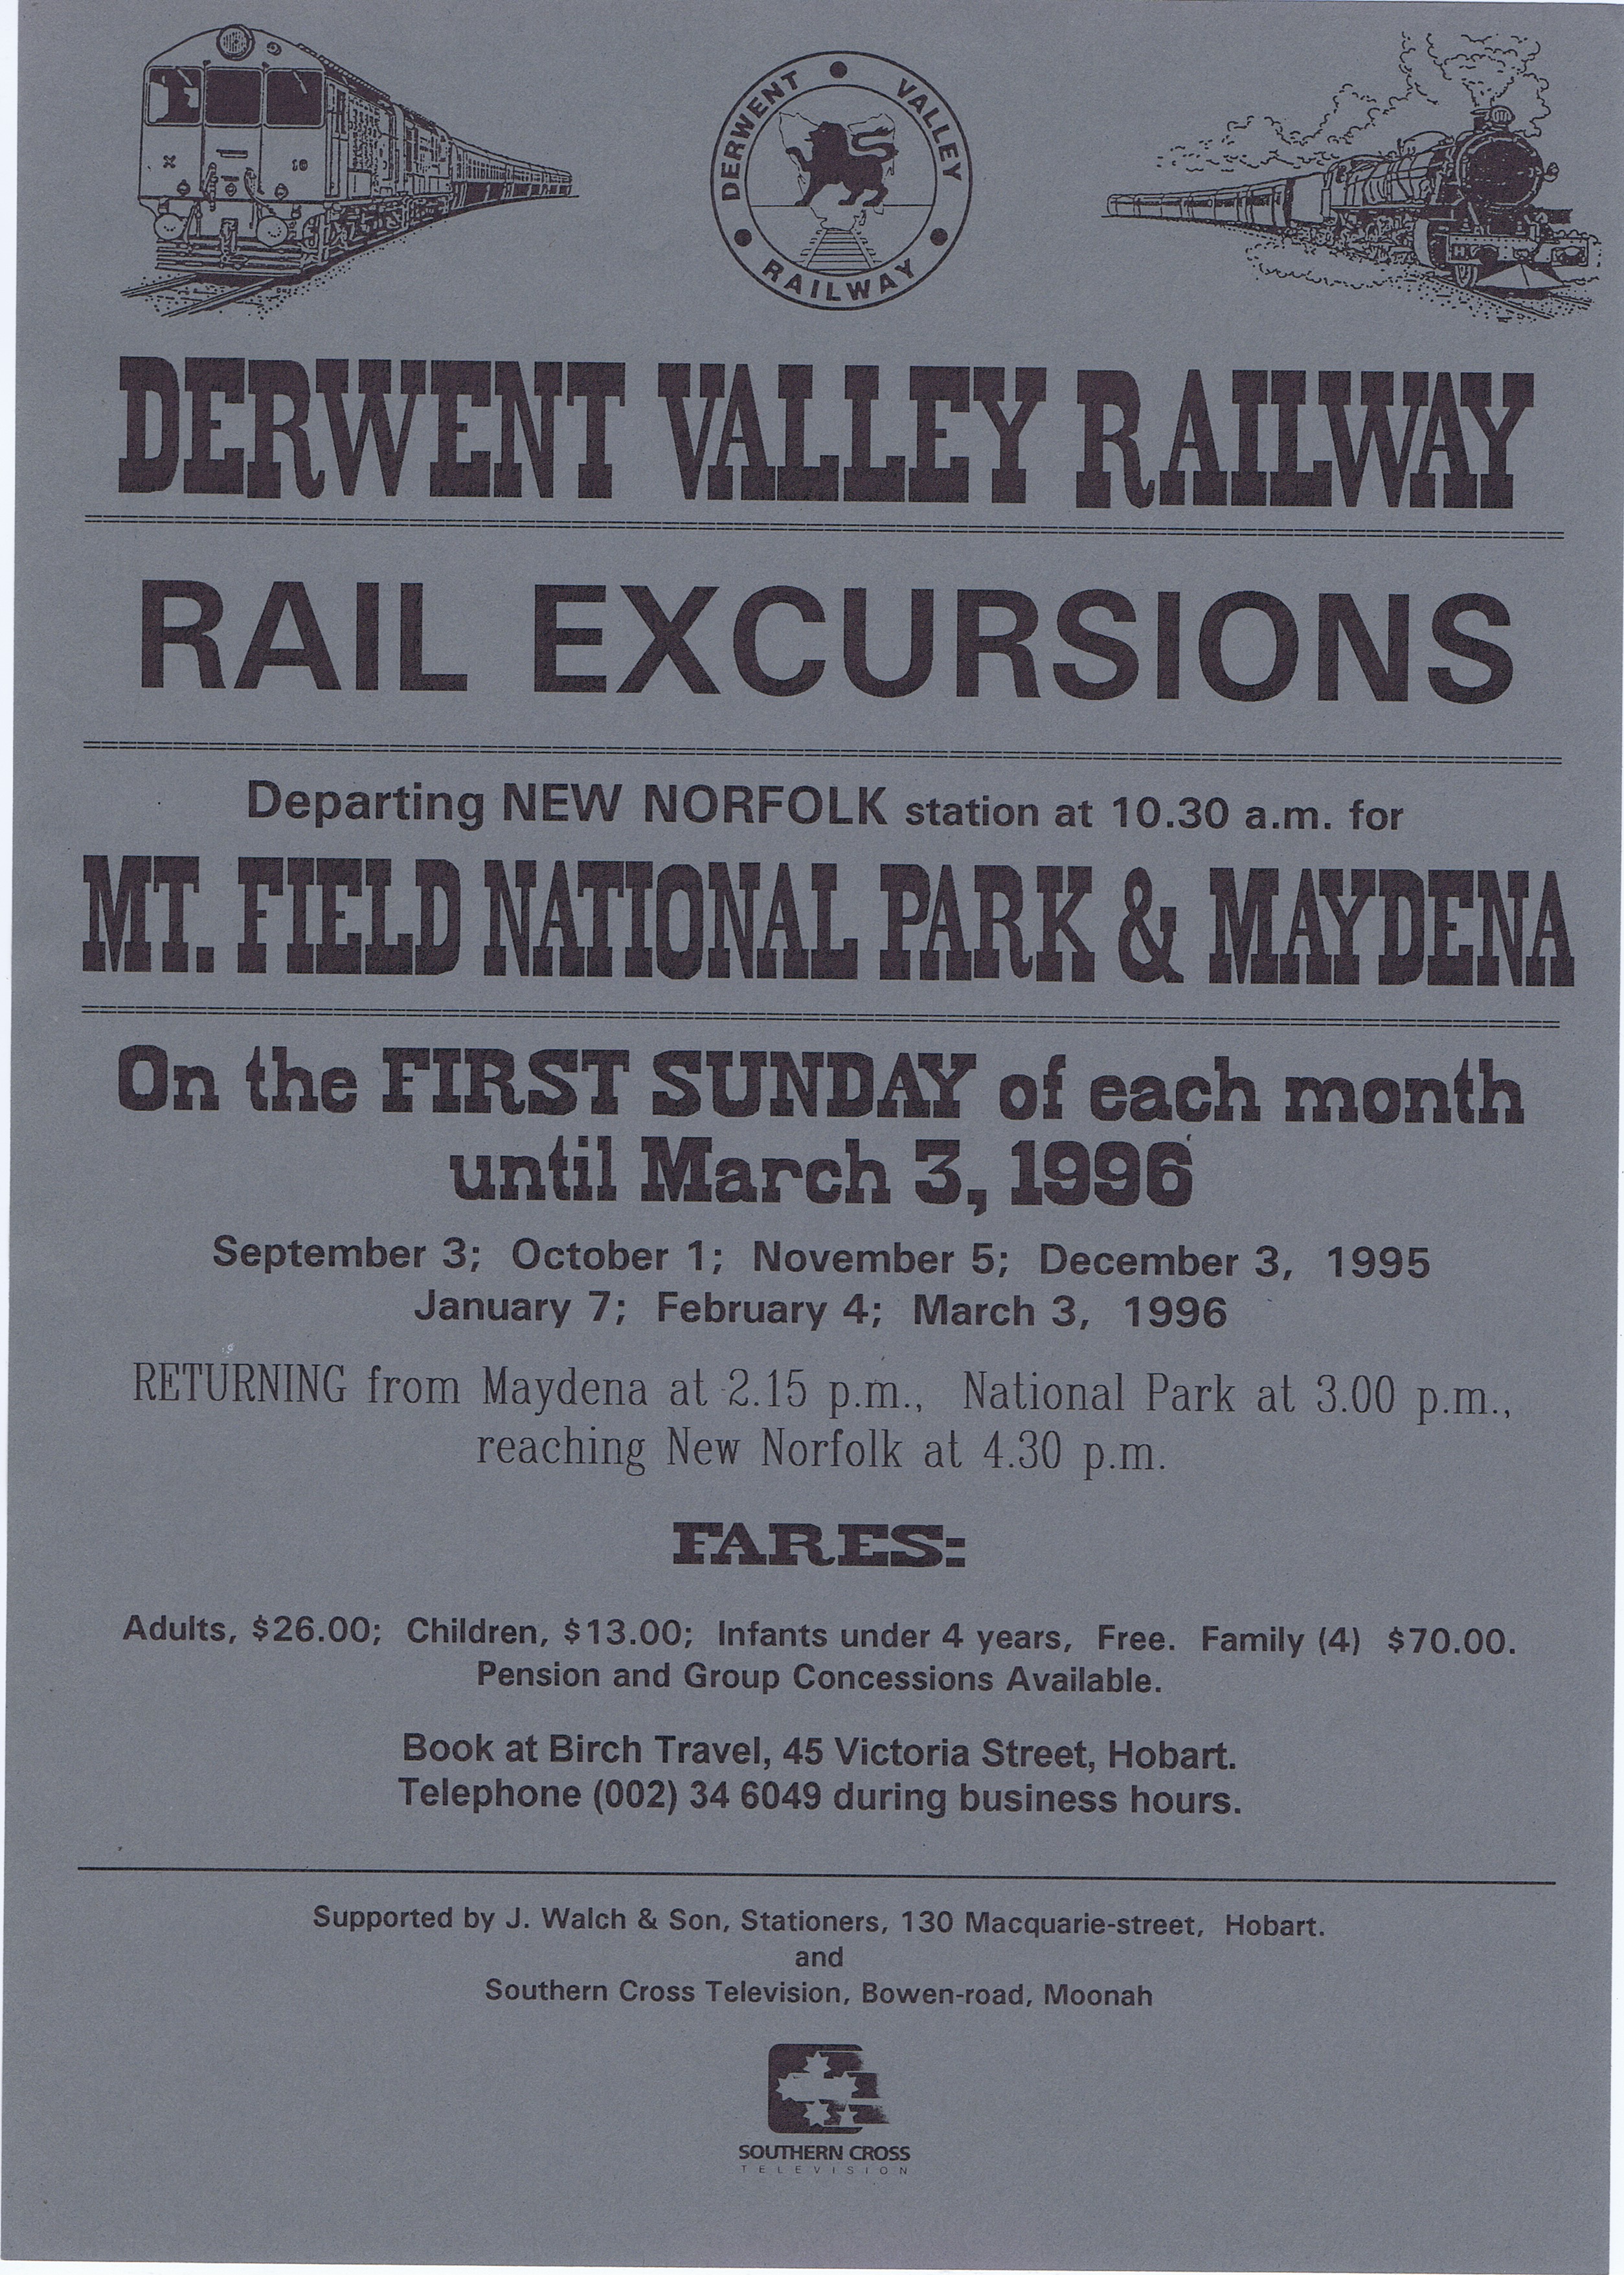 DERWENT VALLEY RAILWAY
X 18
DERWENT VALLEY RAILWAY
RAIL EXCURSIONS
Departing NEW NORFOLK station at 10.30 a.m. for
MT. FIELD NATIONAL PARK & MAYDENA
On the FIRST SUNDAY of each month
until March 3, 1996
September 3; October 1; November 5; December 3, 1995
January 7; February 4; March 3, 1996
RETURNING from Maydena at 2.15 p.m., National Park at 3.00 p.m.,
reaching New Norfolk at 4.30 p.m.
FARES:
Adults, $26.00; Children, $13.00; Infants under 4 years, Free. Family (4) $70.00.
Pension and Group Concessions Available.
Book at Birch Travel, 45 Victoria Street, Hobart.
Telephone (002) 34 6049 during business hours.
Supported by J. Walch & Son, Stationers, 130 Macquarie-street, Hobart.
and
Southern Cross Television, Bowen-road, Moonah
SOUTHERN CROSS
TELEVISION